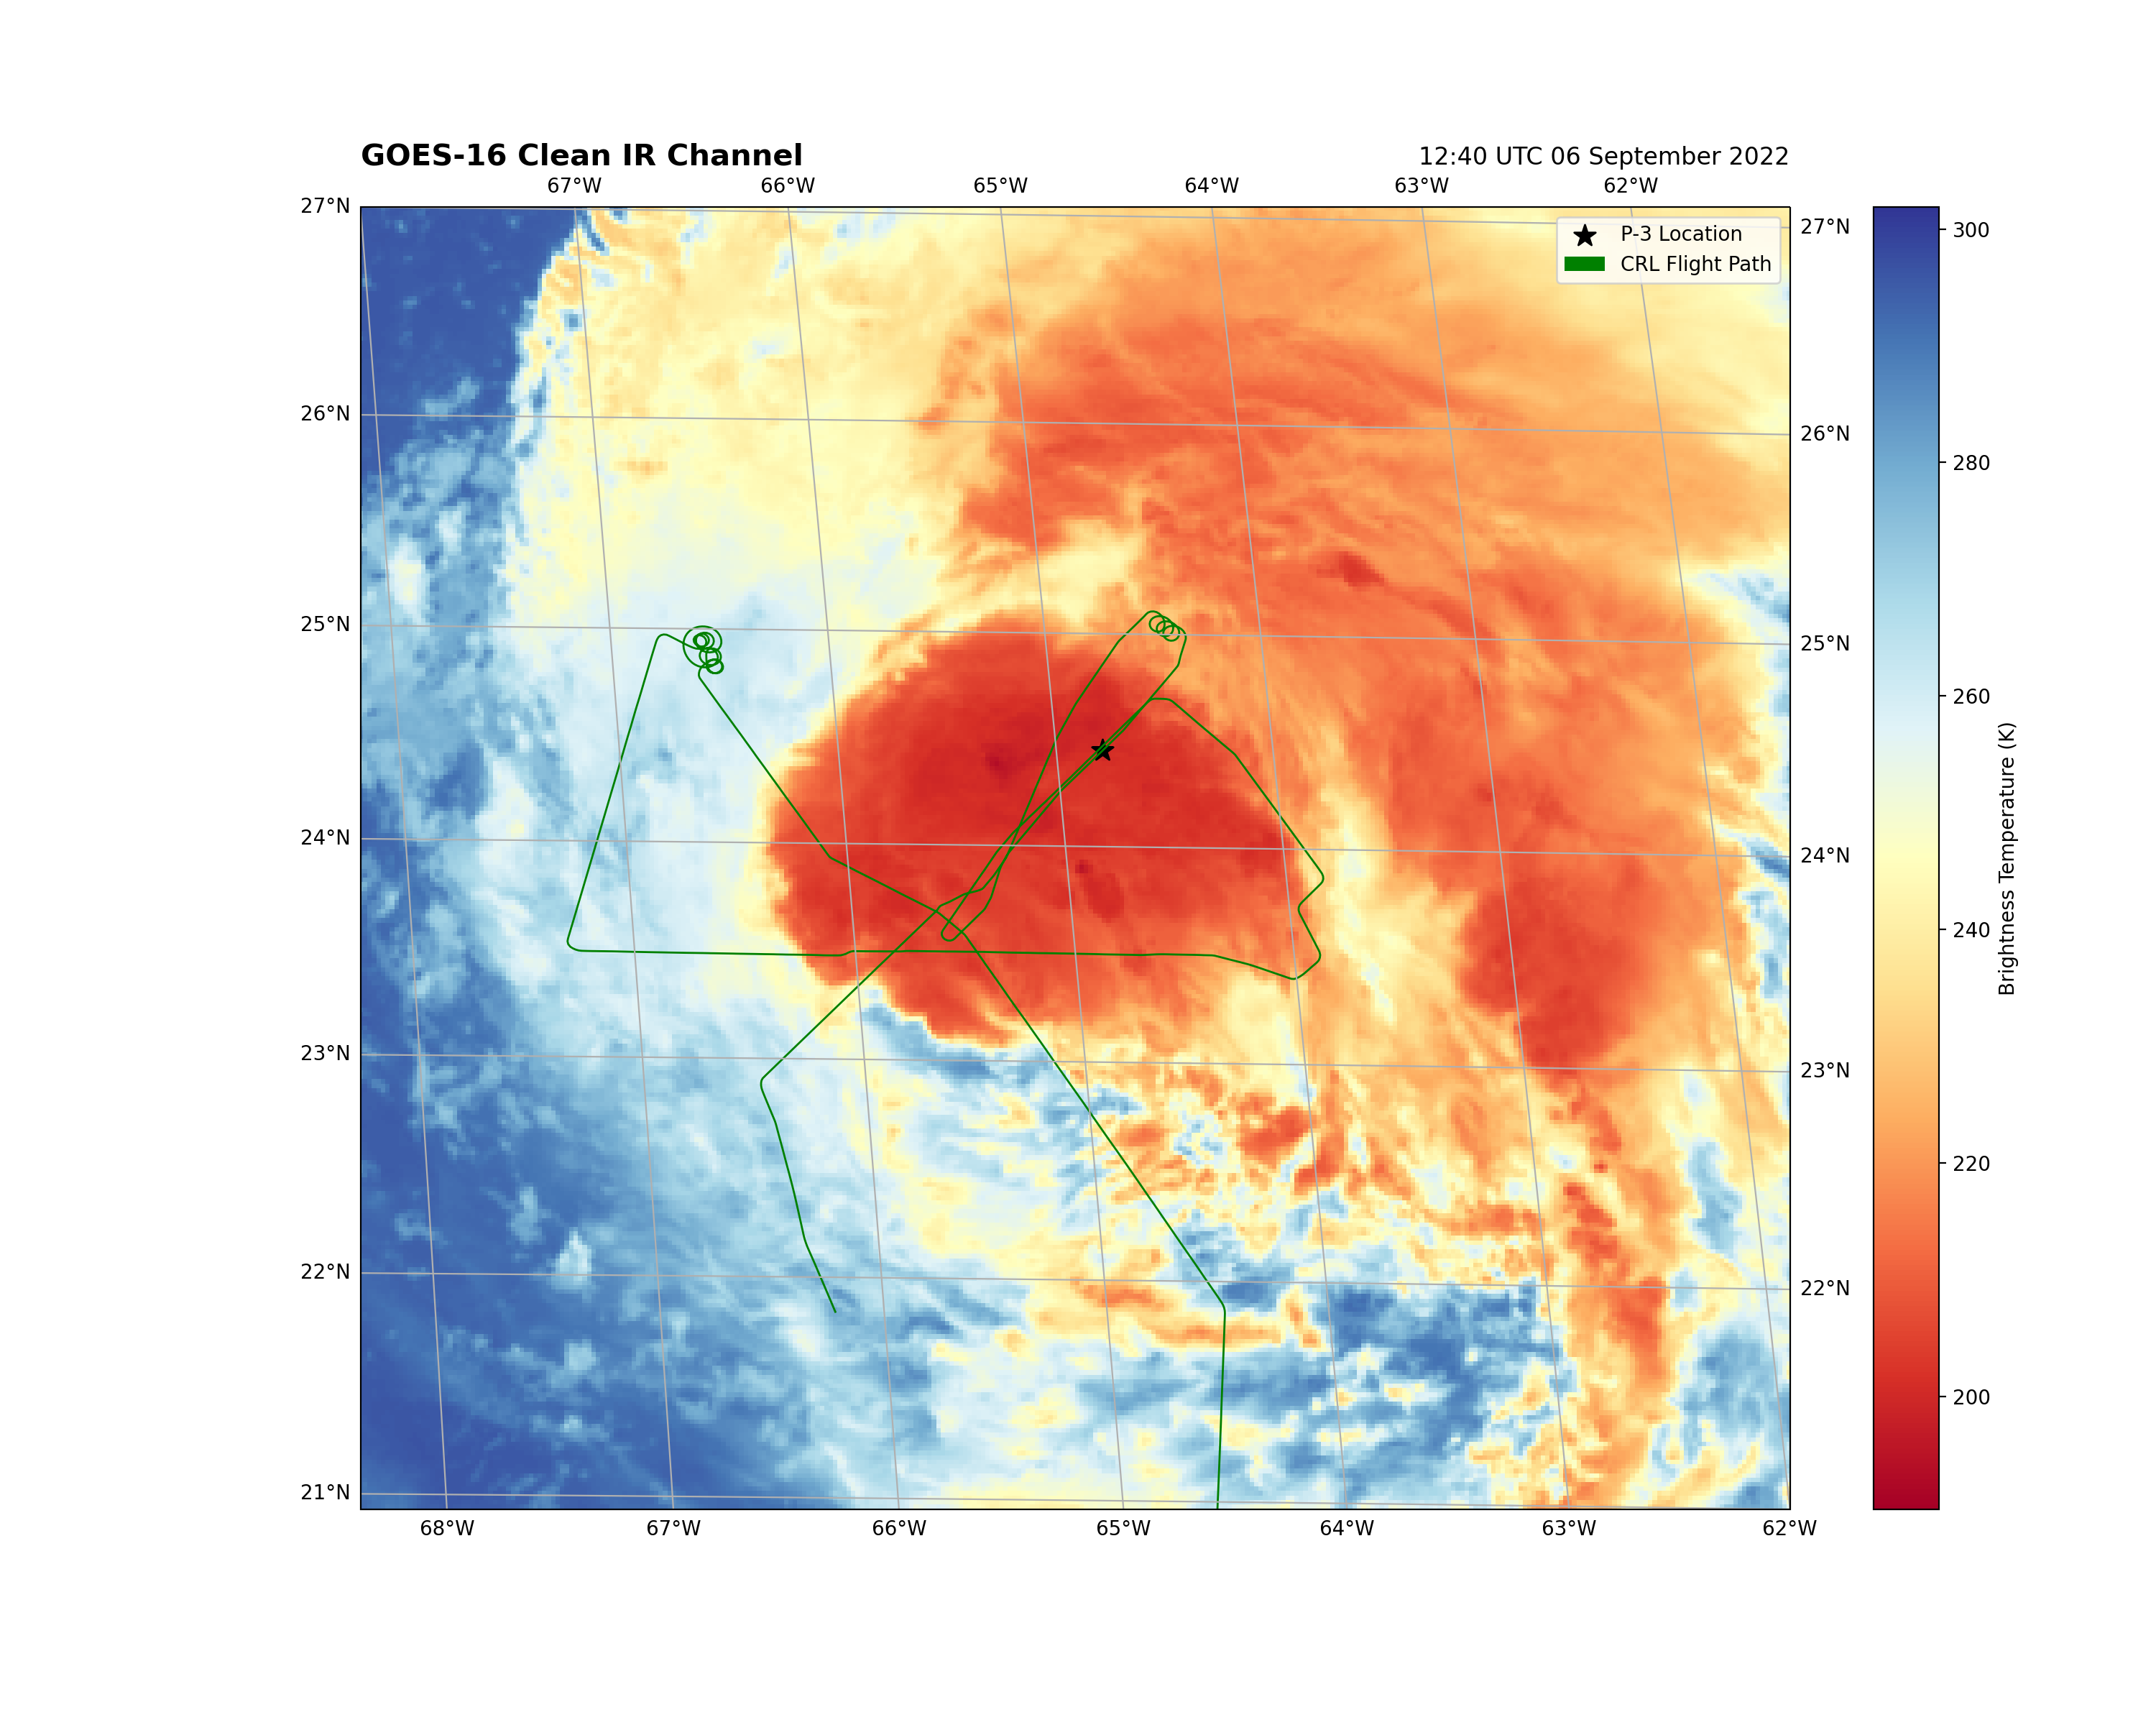 GOES-16 Clean IR Channel
12:40 UTC 06 September 2022
67°W 66°W 65°W 64°W 63°W 62°W
27°N
27°N
P-3 Location
CRL Flight Path
300
26°N
26°N
280
25°N
25°N
260
24°N
24°N
Brightness Temperature (K)
240
23°N
23°N
220
22°N
22°N
200
21°N
68°W 67°W 66°W 65°W 64°W 63°W 62°W